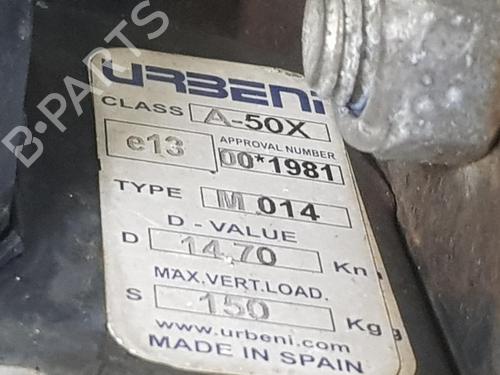 URBENI
CLASS A-50X
e13
APPROVAL NUMBER
00*1981
TYPE M 014
D - VALUE
D 14,70 Kn
MAX.VERT.LOAD.
S 150 Kg
www.urbeni.com
MADE IN SPAIN
B-PARTS